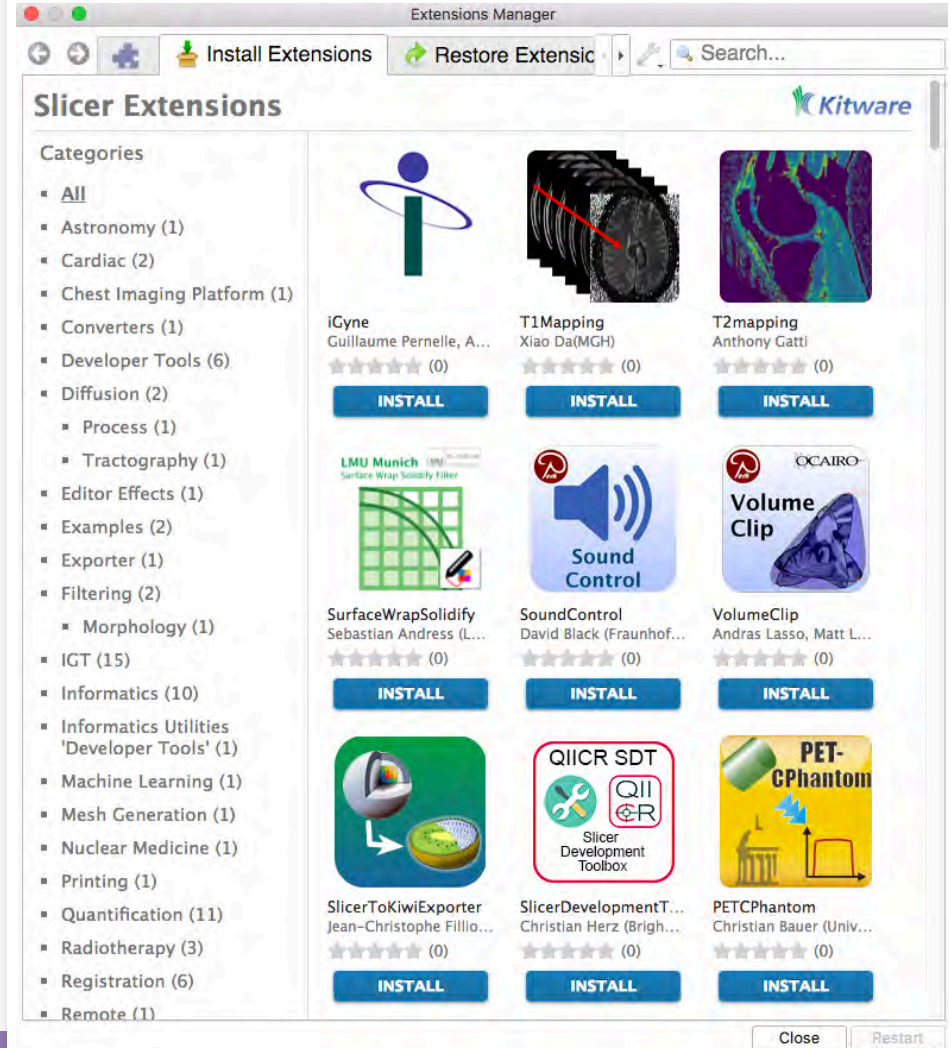 Extensions Manager
Install Extensions
Restore Extensic
Search...
Slicer Extensions
Kitware
Categories
All
Astronomy (1)
Cardiac (2)
Chest Imaging Platform (1)
Converters (1)
Developer Tools (6)
Diffusion (2)
Process (1)
Tractography (1)
Editor Effects (1)
Examples (2)
Exporter (1)
Filtering (2)
Morphology (1)
IGT (15)
Informatics (10)
Informatics Utilities
'Developer Tools' (1)
Machine Learning (1)
Mesh Generation (1)
Nuclear Medicine (1)
Printing (1)
Quantification (11)
Radiotherapy (3)
Registration (6)
Remote (1)
iGyne
Guillaume Pernelle, A...
(0)
INSTALL
T1Mapping
Xiao Da(MGH)
(0)
INSTALL
T2mapping
Anthony Gatti
(0)
INSTALL
LMU Munich
Surface Wrap Solidify Filter
SurfaceWrapSolidify
Sebastian Andress (L...
(0)
INSTALL
Perk
Sound
Control
SoundControl
David Black (Fraunhof...
(0)
INSTALL
Perk
OCAIRO
Volume
Clip
VolumeClip
Andras Lasso, Matt L...
(0)
INSTALL
SlicerToKiwiExporter
Jean-Christophe Fillio...
(0)
INSTALL
QIICR SDT
QII
CR
Slicer
Development
Toolbox
SlicerDevelopmentT...
Christian Herz (Brigh...
(0)
INSTALL
PET-
CPhantom
PETCPhantom
Christian Bauer (Univ...
(0)
INSTALL
Close
Restart